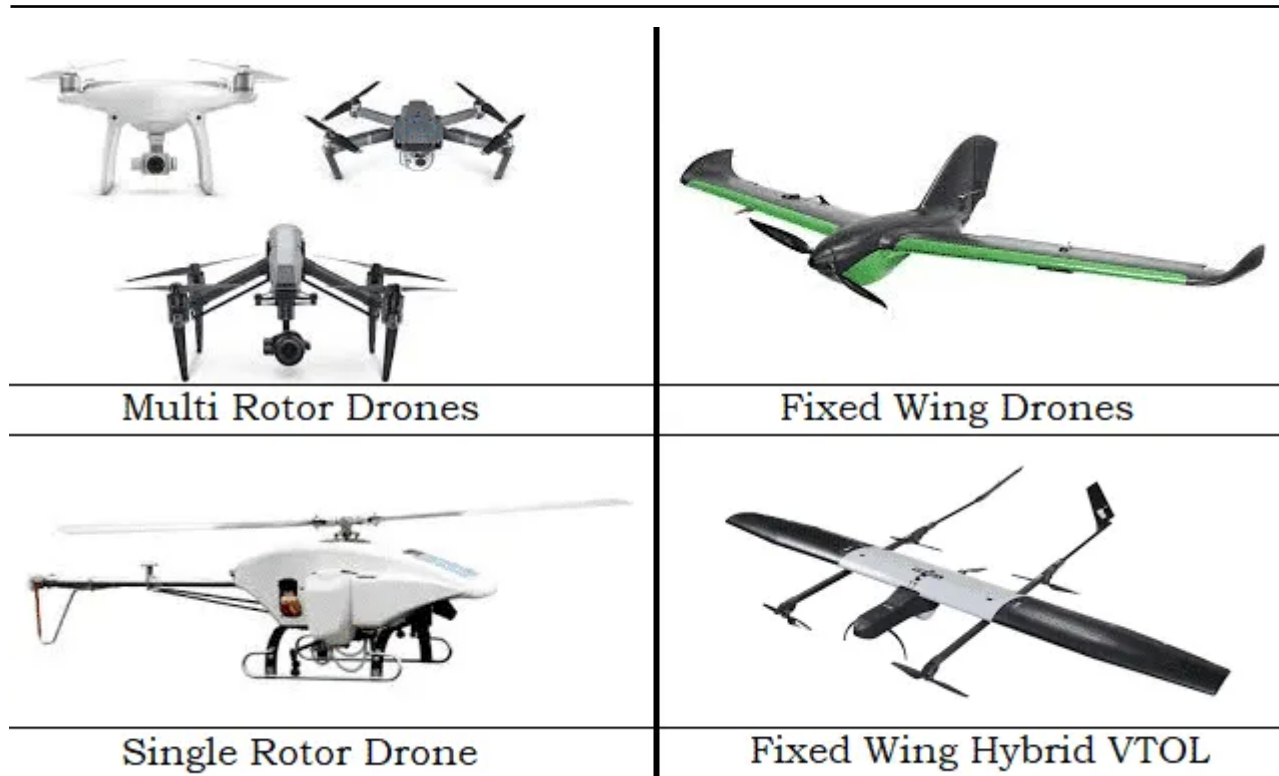 Multi Rotor Drones
Fixed Wing Drones
Single Rotor Drone
Fixed Wing Hybrid VTOL